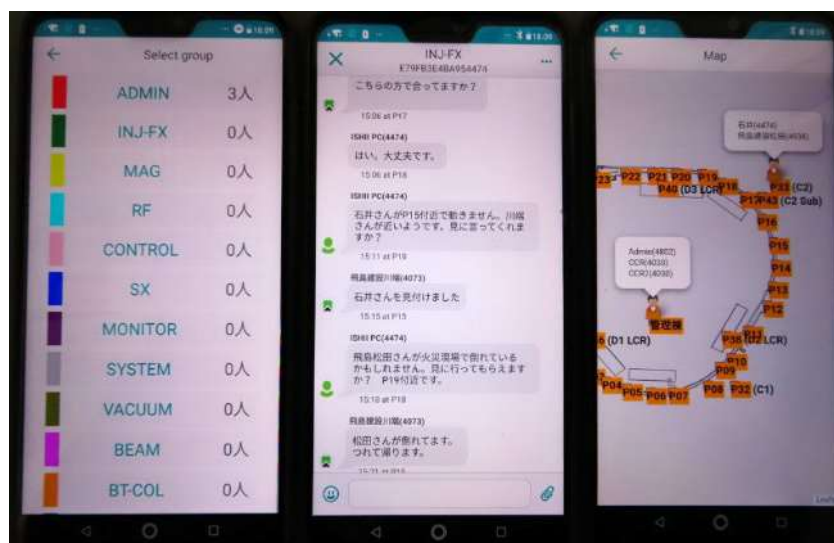 18:09
Select group
ADMIN 3人
INJ-FX 0人
MAG 0人
RF 0人
CONTROL 0人
SX 0人
MONITOR 0人
SYSTEM 0人
VACUUM 0人
BEAM 0人
BT-COL 0人
18:09
INJ-FX
E79FB3E4BA954474
こちらの方で合ってますか？
15:06 at P17
ISHII PC(4474)
はい。大丈夫です。
15:06 at P18
ISHII PC(4474)
石井さんがP15付近で動きません。川端
さんが近いようです。見に言ってくれま
すか？
15:11 at P19
飛島建設川端(4073)
石井さんを見付けました
15:15 at P15
ISHII PC(4474)
飛島松田さんが火災現場で倒れている
かもしれません。見に行ってもらえます
か？　P19付近です。
15:18 at P18
飛島建設川端(4073)
松田さんが倒れてます。
つれて帰ります。
18:09
Map
石井(4474)
P22
P21
P20
P19
P18
P40 (D3 LCR)
P33 (C2)
P17
P43 (C2 Sub)
P16
P15
P14
P13
P12
Admin(4802)
CCR(4030)
管理棟
(D1 LCR)
P38
P11
(D2 LCR)
P10
P09
P04
P05
P06
P07
P08
P32 (C1)